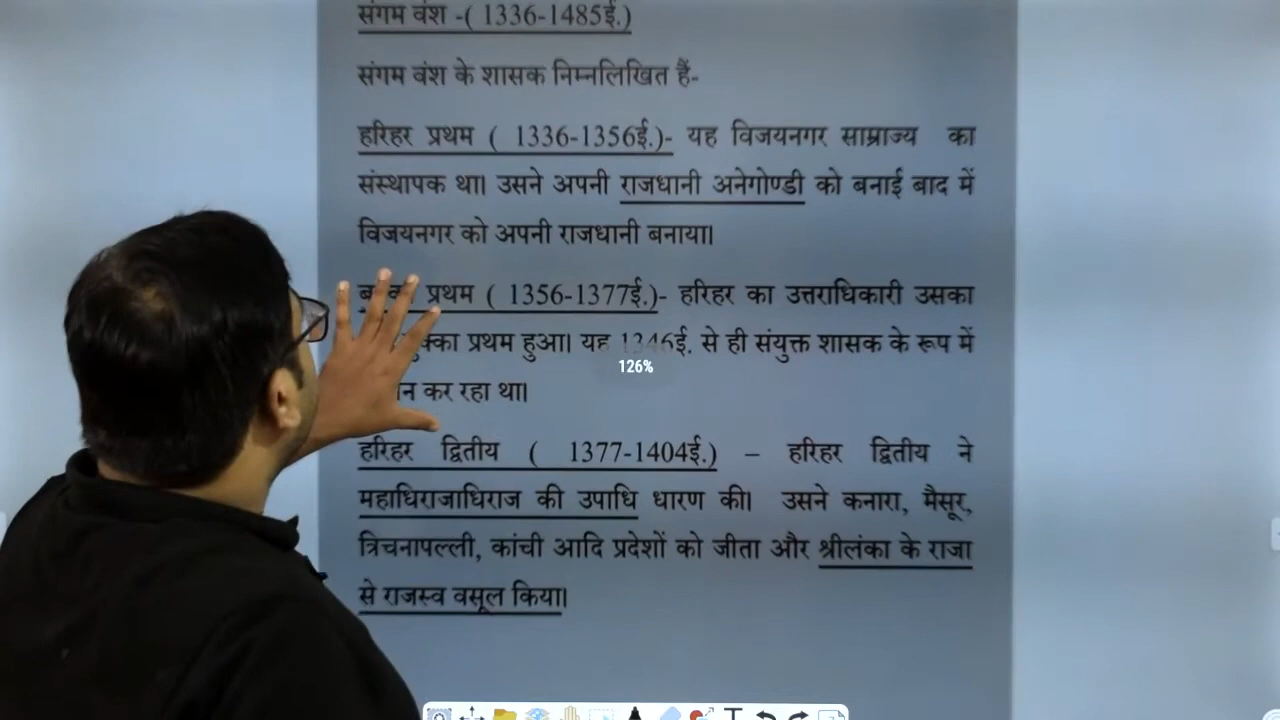 संगम वंश -( 1336-1485ई.)
संगम वंश के शासक निम्नलिखित हैं-
हरिहर प्रथम ( 1336-1356ई.)- यह विजयनगर साम्राज्य का
संस्थापक था। उसने अपनी राजधानी अनेगोण्डी को बनाई बाद में
विजयनगर को अपनी राजधानी बनाया।
प्रथम ( 1356-1377ई.)- हरिहर का उत्तराधिकारी उसका
प्रथम हुआ। यह 1346ई. से ही संयुक्त शासक के रूप में
126%
कर रहा था।
हरिहर द्वितीय ( 1377-1404ई.) – हरिहर द्वितीय ने
महाधिराजाधिराज की उपाधि धारण की। उसने कनारा, मैसूर,
त्रिचनापल्ली, कांची आदि प्रदेशों को जीता और श्रीलंका के राजा
से राजस्व वसूल किया।